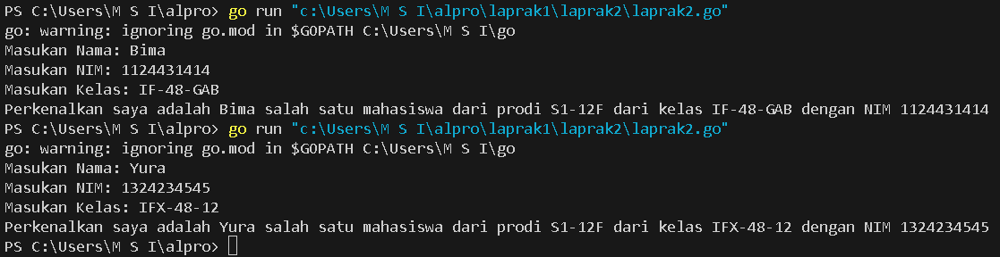 PS C:\Users\M S I\alpro> go run "c:\Users\M S I\alpro\laprak1\laprak2\laprak2.go"
go: warning: ignoring go.mod in $GOPATH C:\Users\M S I\go
Masukan Nama: Bima
Masukan NIM: 1124431414
Masukan Kelas: IF-48-GAB
Perkenalkan saya adalah Bima salah satu mahasiswa dari prodi S1-12F dari kelas IF-48-GAB dengan NIM 1124431414
PS C:\Users\M S I\alpro> go run "c:\Users\M S I\alpro\laprak1\laprak2\laprak2.go"
go: warning: ignoring go.mod in $GOPATH C:\Users\M S I\go
Masukan Nama: Yura
Masukan NIM: 1324234545
Masukan Kelas: IFX-48-12
Perkenalkan saya adalah Yura salah satu mahasiswa dari prodi S1-12F dari kelas IFX-48-12 dengan NIM 1324234545
PS C:\Users\M S I\alpro>